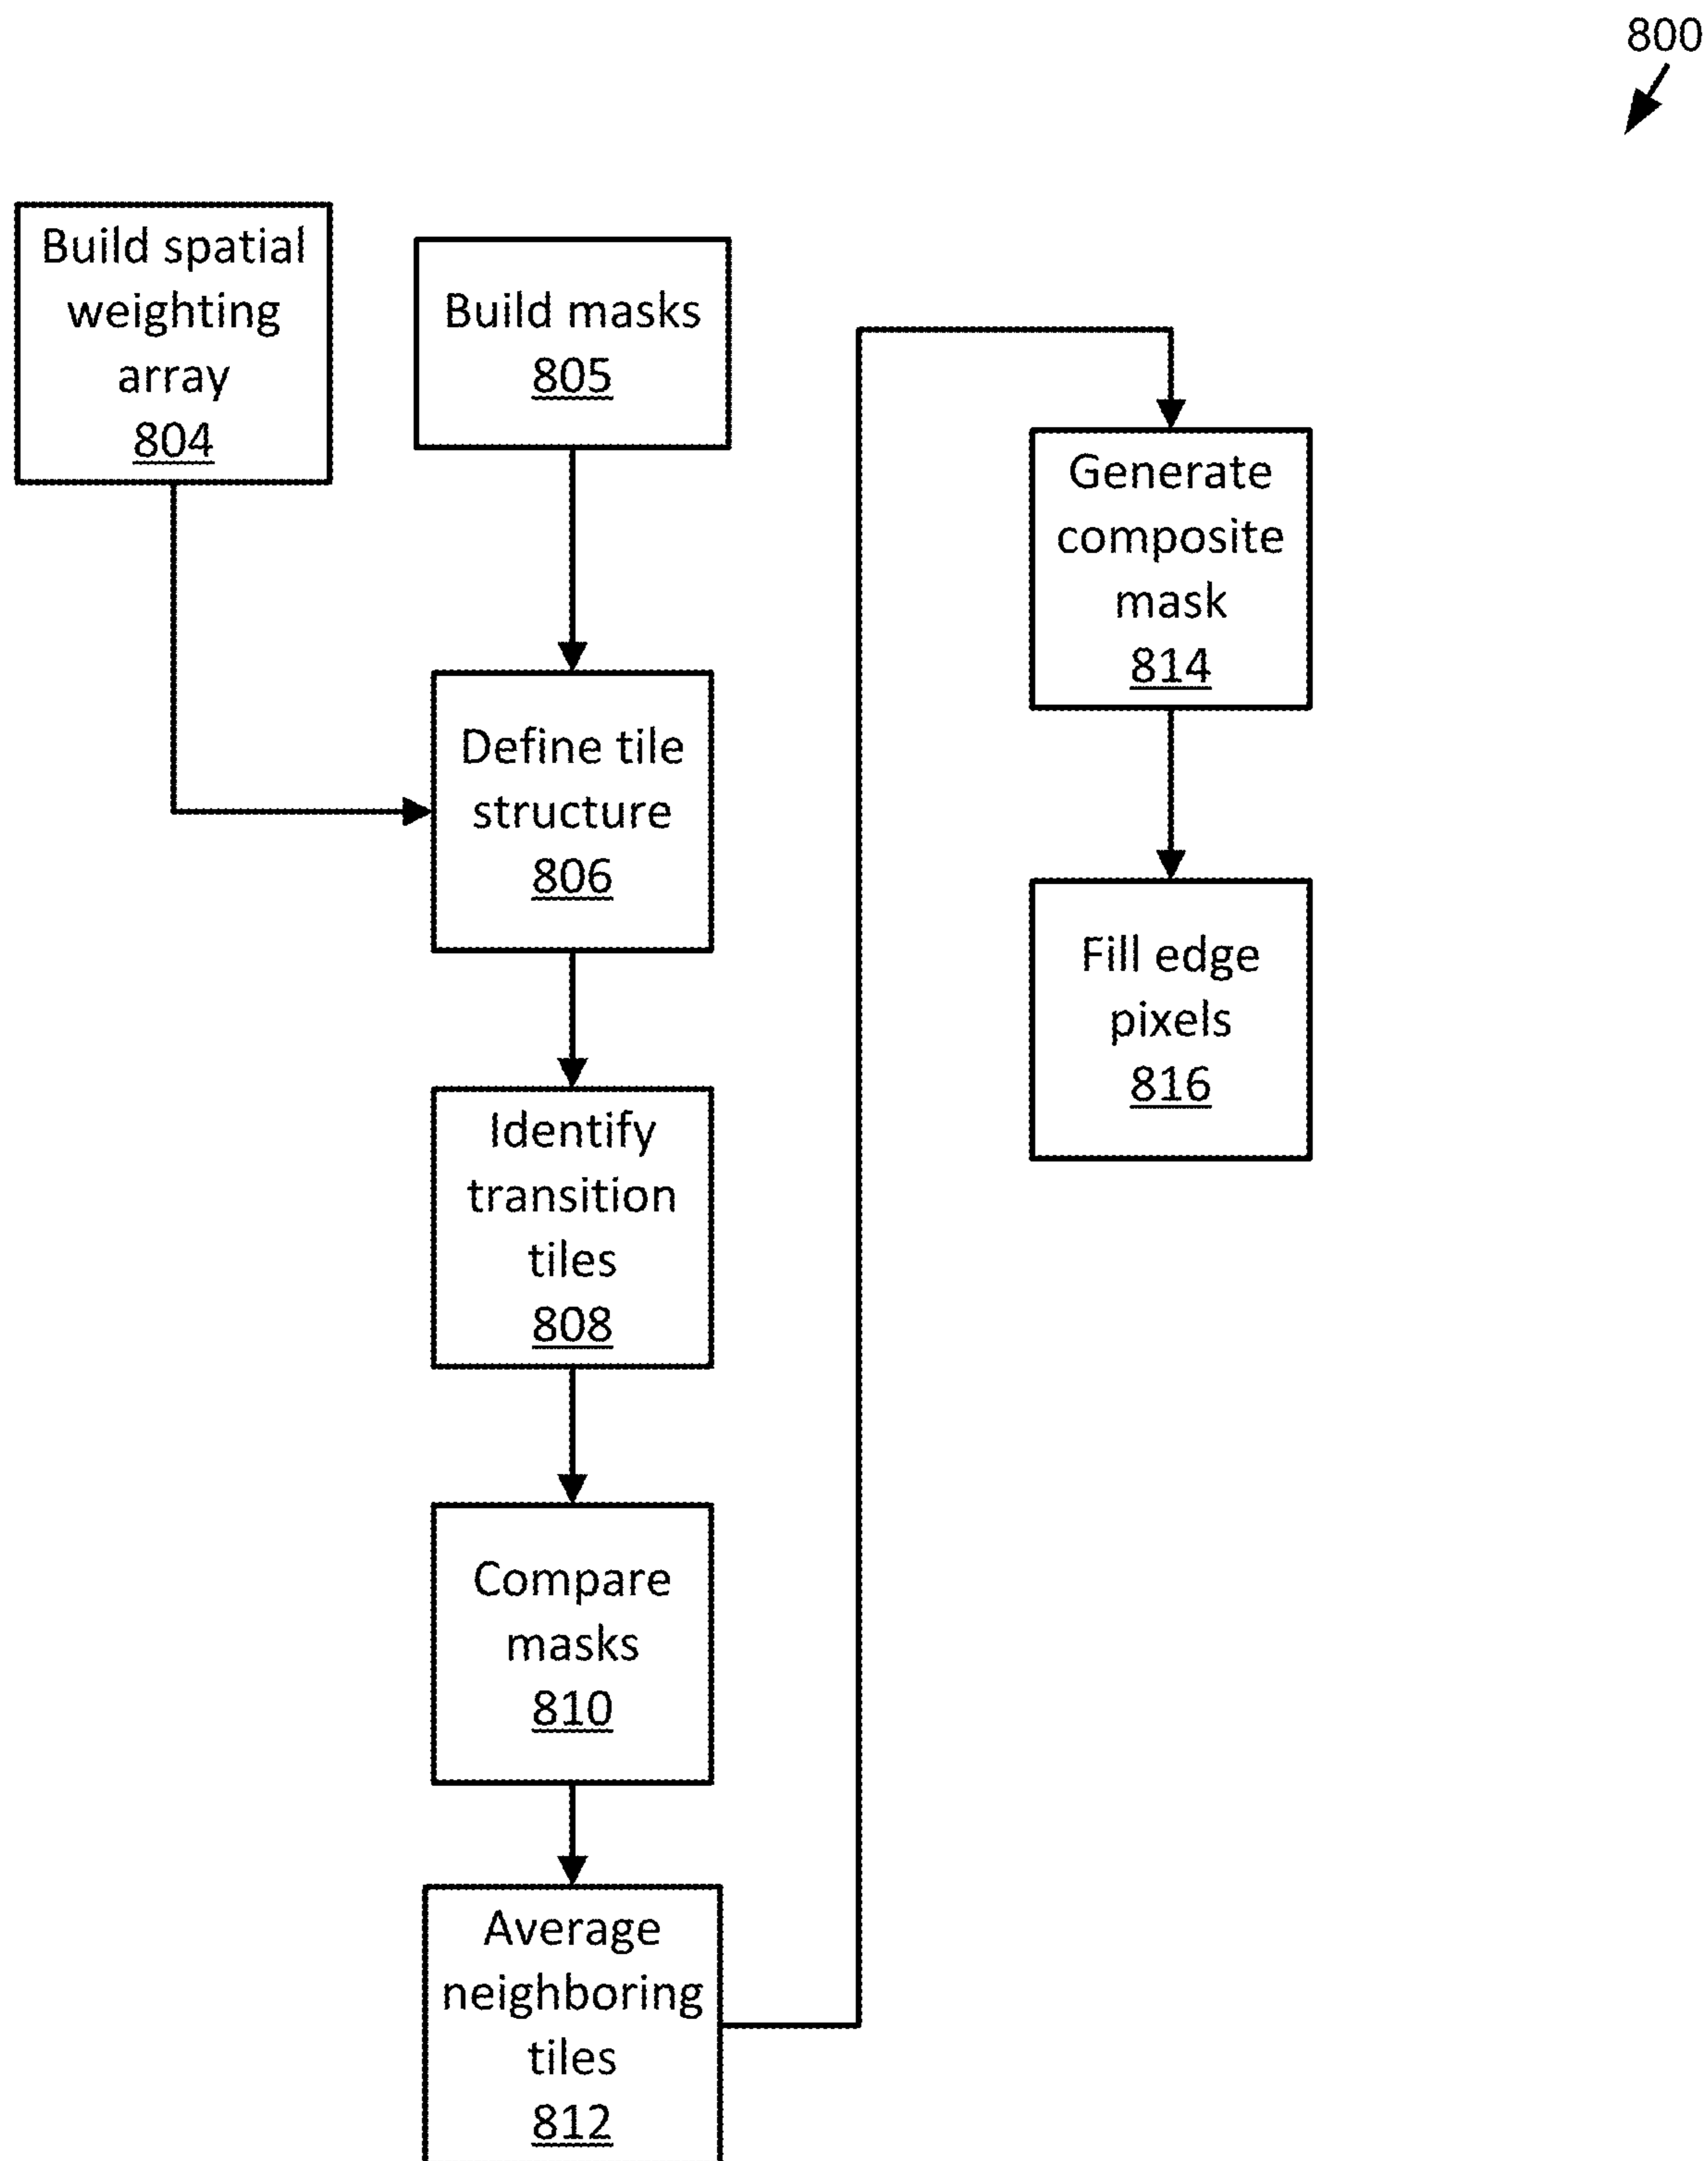 800
Build spatial
weighting
array
804
Build masks
805
Define tile
structure
806
Identify
transition
tiles
808
Compare
masks
810
Average
neighboring
tiles
812
Generate
composite
mask
814
Fill edge
pixels
816